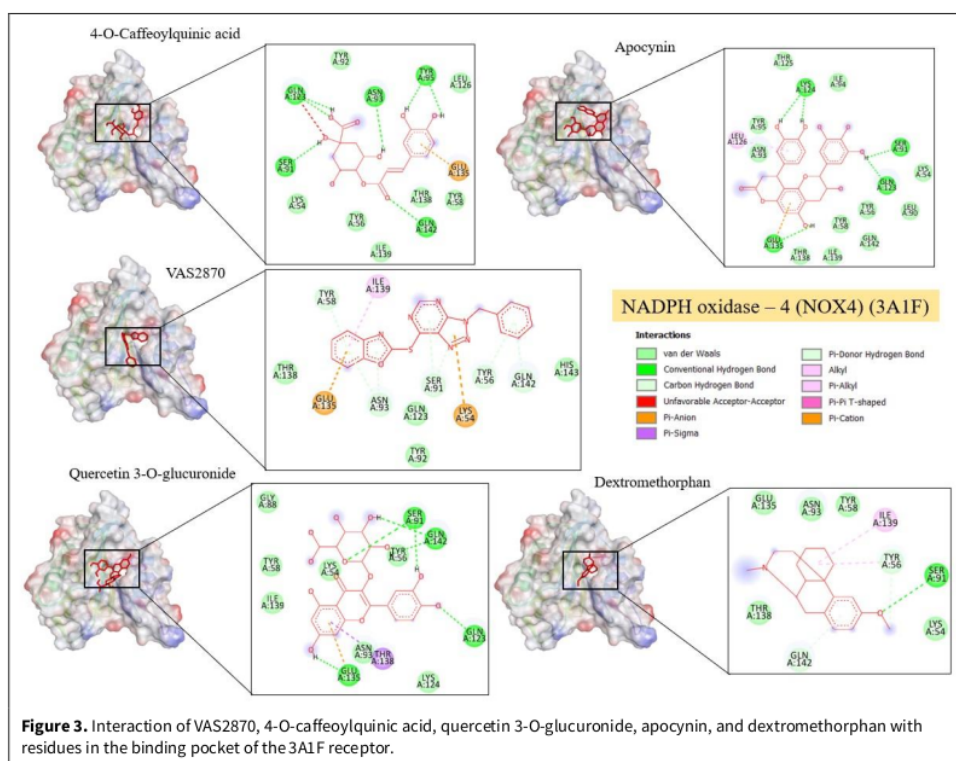 4-O-Caffeoylquinic acid
TYR A:92
GLN A:123
ASN A:93
TYR A:95
LEU A:126
SER A:91
GLU A:135
LYS A:54
THR A:138
TYR A:58
TYR A:56
GLN A:142
ILE A:139
Apocynin
THR A:125
LYS A:124
ILE A:94
TYR A:95
LEU A:126
ASN A:93
SER A:91
LYS A:54
GLN A:123
TYR A:56
LEU A:90
TYR A:58
GLU A:135
GLN A:142
THR A:138
ILE A:139
VAS2870
TYR A:58
ILE A:139
THR A:138
GLU A:135
ASN A:93
SER A:91
TYR A:56
GLN A:142
HIS A:143
GLN A:123
LYS A:54
TYR A:92
NADPH oxidase – 4 (NOX4) (3A1F)
Interactions
van der Waals
Conventional Hydrogen Bond
Carbon Hydrogen Bond
Unfavorable Acceptor-Acceptor
Pi-Anion
Pi-Sigma
Pi-Donor Hydrogen Bond
Alkyl
Pi-Alkyl
Pi-Pi T-shaped
Pi-Cation
Quercetin 3-O-glucuronide
GLY A:88
SER A:91
GLN A:142
TYR A:56
TYR A:58
LYS A:54
ILE A:139
GLN A:123
ASN A:93
THR A:138
GLU A:135
LYS A:124
Dextromethorphan
GLU A:135
ASN A:93
TYR A:58
ILE A:139
TYR A:56
SER A:91
THR A:138
LYS A:54
GLN A:142
Figure 3. Interaction of VAS2870, 4-O-caffeoylquinic acid, quercetin 3-O-glucuronide, apocynin, and dextromethorphan with
residues in the binding pocket of the 3A1F receptor.